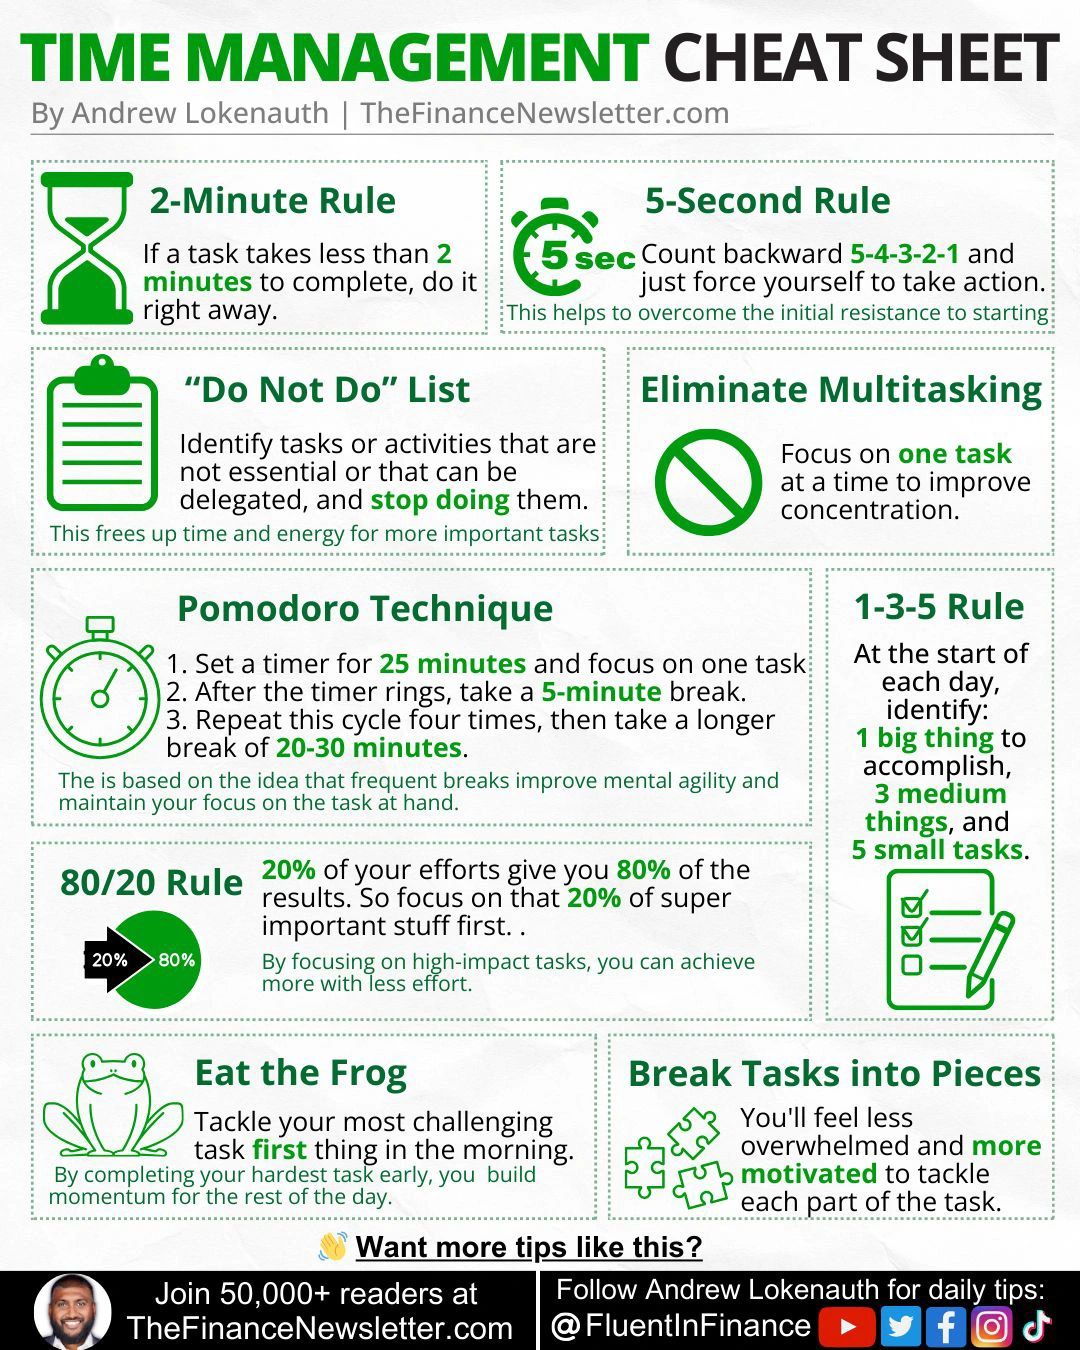 TIME MANAGEMENT CHEAT SHEET
By Andrew Lokenauth | TheFinanceNewsletter.com
2-Minute Rule
If a task takes less than 2
minutes to complete, do it
right away.
5-Second Rule
5 sec
Count backward 5-4-3-2-1 and
just force yourself to take action.
This helps to overcome the initial resistance to starting
“Do Not Do” List
Identify tasks or activities that are
not essential or that can be
delegated, and stop doing them.
This frees up time and energy for more important tasks
Eliminate Multitasking
Focus on one task
at a time to improve
concentration.
Pomodoro Technique
1. Set a timer for 25 minutes and focus on one task
2. After the timer rings, take a 5-minute break.
3. Repeat this cycle four times, then take a longer
break of 20-30 minutes.
The is based on the idea that frequent breaks improve mental agility and
maintain your focus on the task at hand.
1-3-5 Rule
At the start of
each day,
identify:
1 big thing to
accomplish,
3 medium
things, and
5 small tasks.
80/20 Rule
20% 80%
20% of your efforts give you 80% of the
results. So focus on that 20% of super
important stuff first. .
By focusing on high-impact tasks, you can achieve
more with less effort.
Eat the Frog
Tackle your most challenging
task first thing in the morning.
By completing your hardest task early, you  build
momentum for the rest of the day.
Break Tasks into Pieces
You'll feel less
overwhelmed and more
motivated to tackle
each part of the task.
👋 Want more tips like this?
Join 50,000+ readers at
TheFinanceNewsletter.com
Follow Andrew Lokenauth for daily tips:
@FluentInFinance